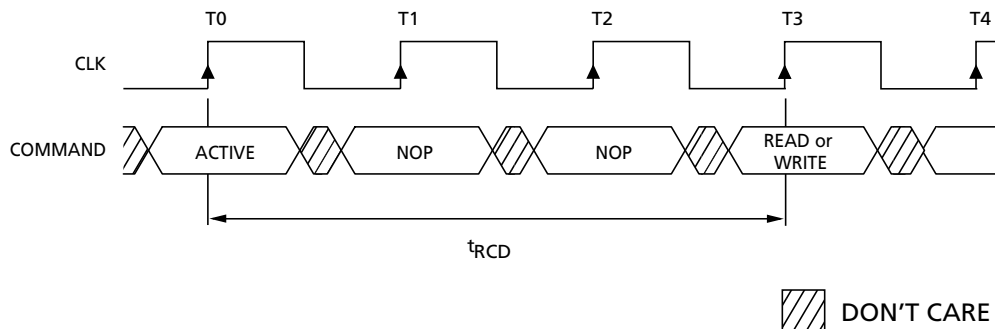 T0 T1 T2 T3 T4
CLK
COMMAND ACTIVE NOP NOP READ or
WRITE
tRCD
DON'T CARE